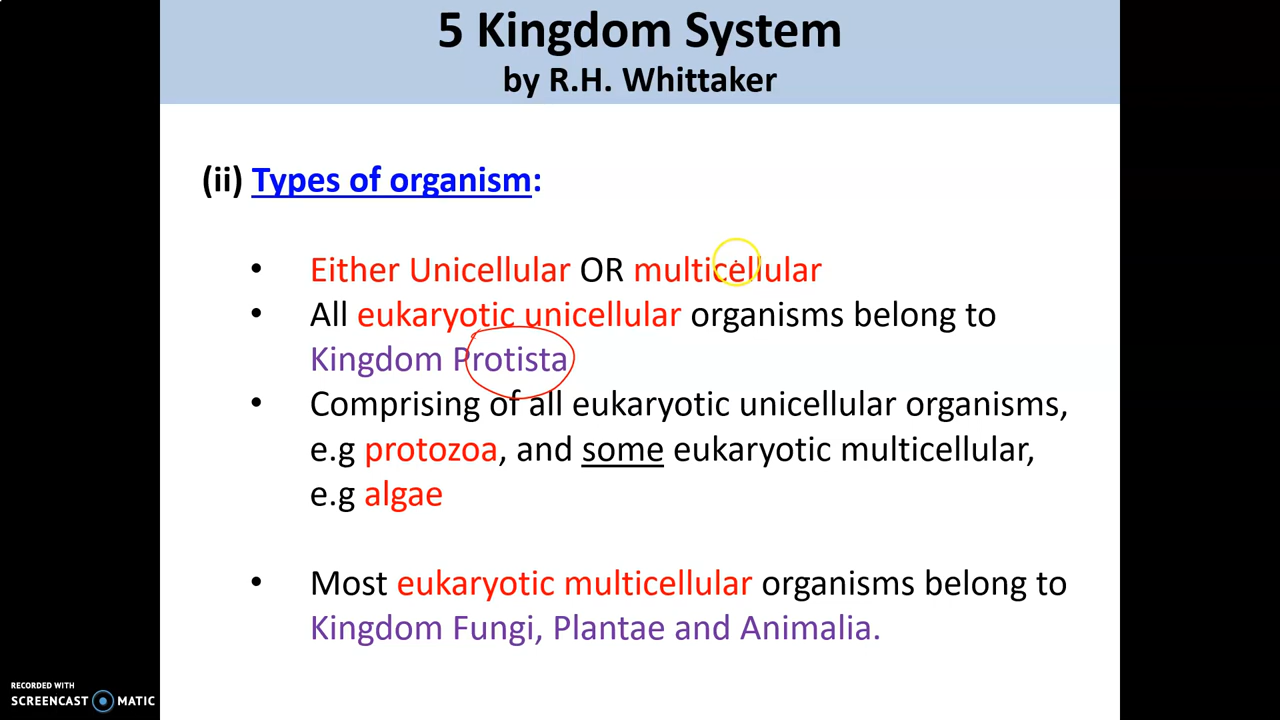 5 Kingdom System
by R.H. Whittaker
(ii) Types of organism:
• Either Unicellular OR multicellular
• All eukaryotic unicellular organisms belong to
Kingdom Protista
• Comprising of all eukaryotic unicellular organisms,
e.g protozoa, and some eukaryotic multicellular,
e.g algae
• Most eukaryotic multicellular organisms belong to
Kingdom Fungi, Plantae and Animalia.
RECORDED WITH
SCREENCAST MATIC